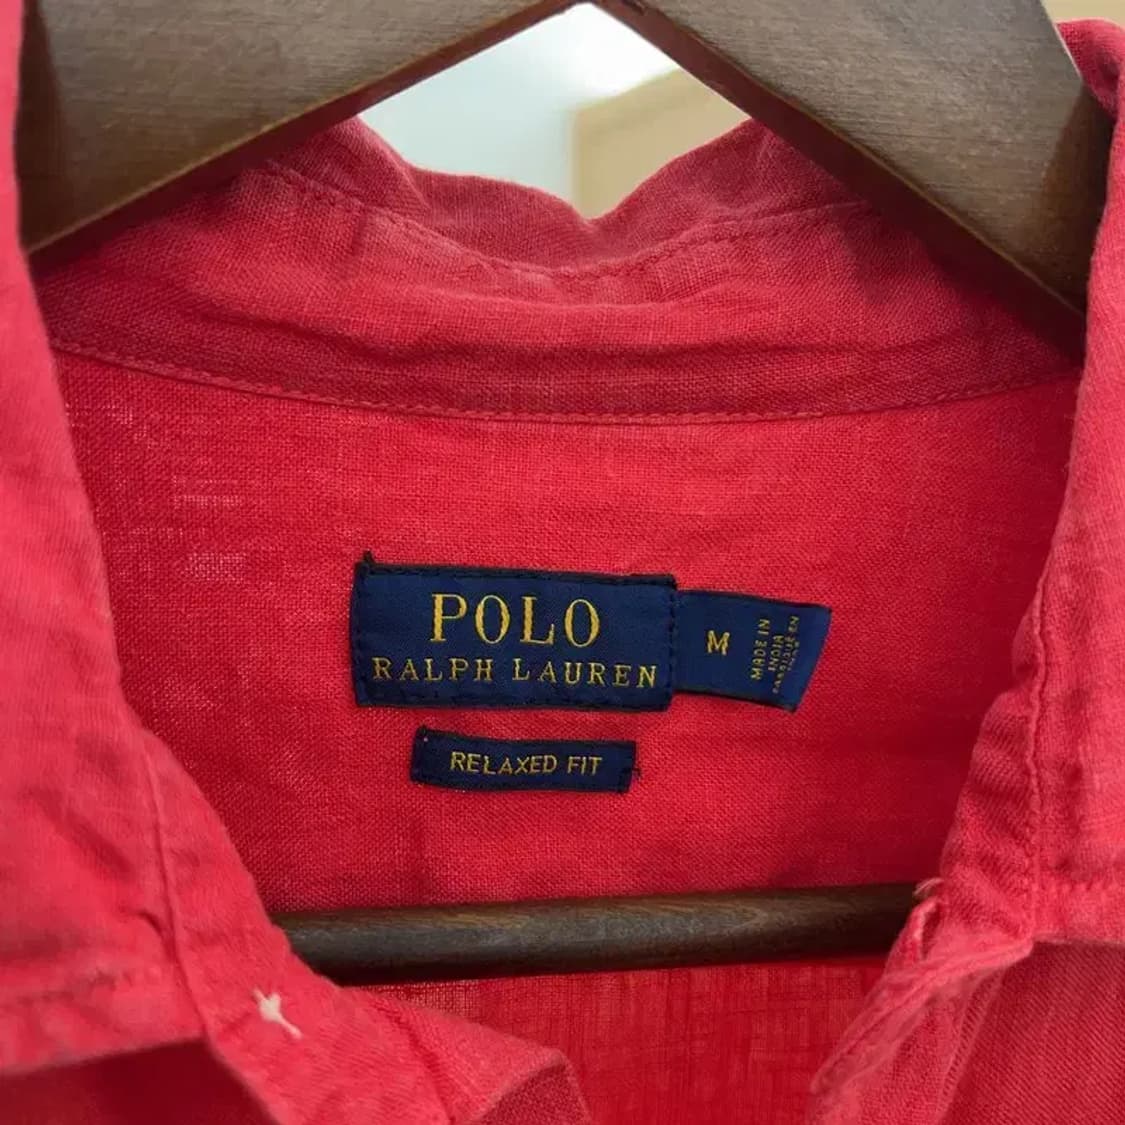 POLO
RALPH LAUREN
M
MADE IN
INDIA
RELAXED FIT